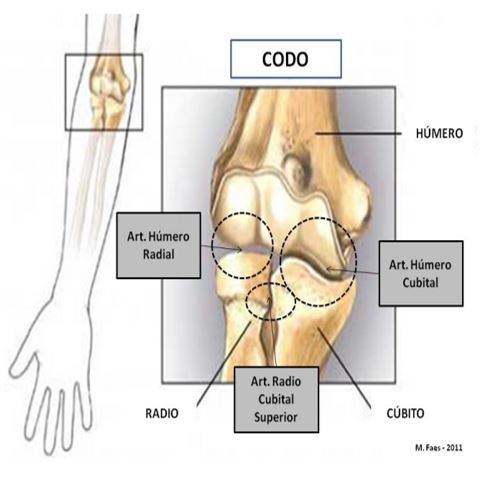 CODO
HÚMERO
Art. Húmero
Radial
Art. Húmero
Cubital
Art. Radio
Cubital
Superior
RADIO
CÚBITO
M. Faes - 2011